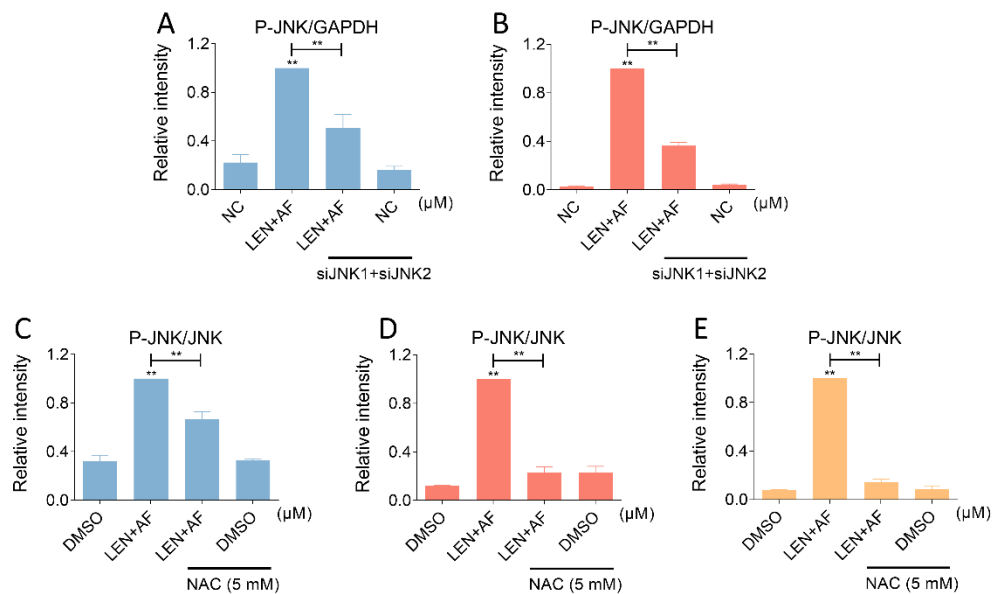 A
P-JNK/GAPDH
Relative intensity
1.2
0.8
0.4
0.0
**
**
NC
LEN+AF
LEN+AF
NC
(µM)
siJNK1+siJNK2
B
P-JNK/GAPDH
Relative intensity
1.2
0.8
0.4
0.0
**
**
NC
LEN+AF
LEN+AF
NC
(µM)
siJNK1+siJNK2
C
P-JNK/JNK
Relative intensity
1.2
0.8
0.4
0.0
**
**
DMSO
LEN+AF
LEN+AF
DMSO
(µM)
NAC (5 mM)
D
P-JNK/JNK
Relative intensity
1.2
0.8
0.4
0.0
**
**
DMSO
LEN+AF
LEN+AF
DMSO
(µM)
NAC (5 mM)
E
P-JNK/JNK
Relative intensity
1.2
0.8
0.4
0.0
**
**
DMSO
LEN+AF
LEN+AF
DMSO
(µM)
NAC (5 mM)